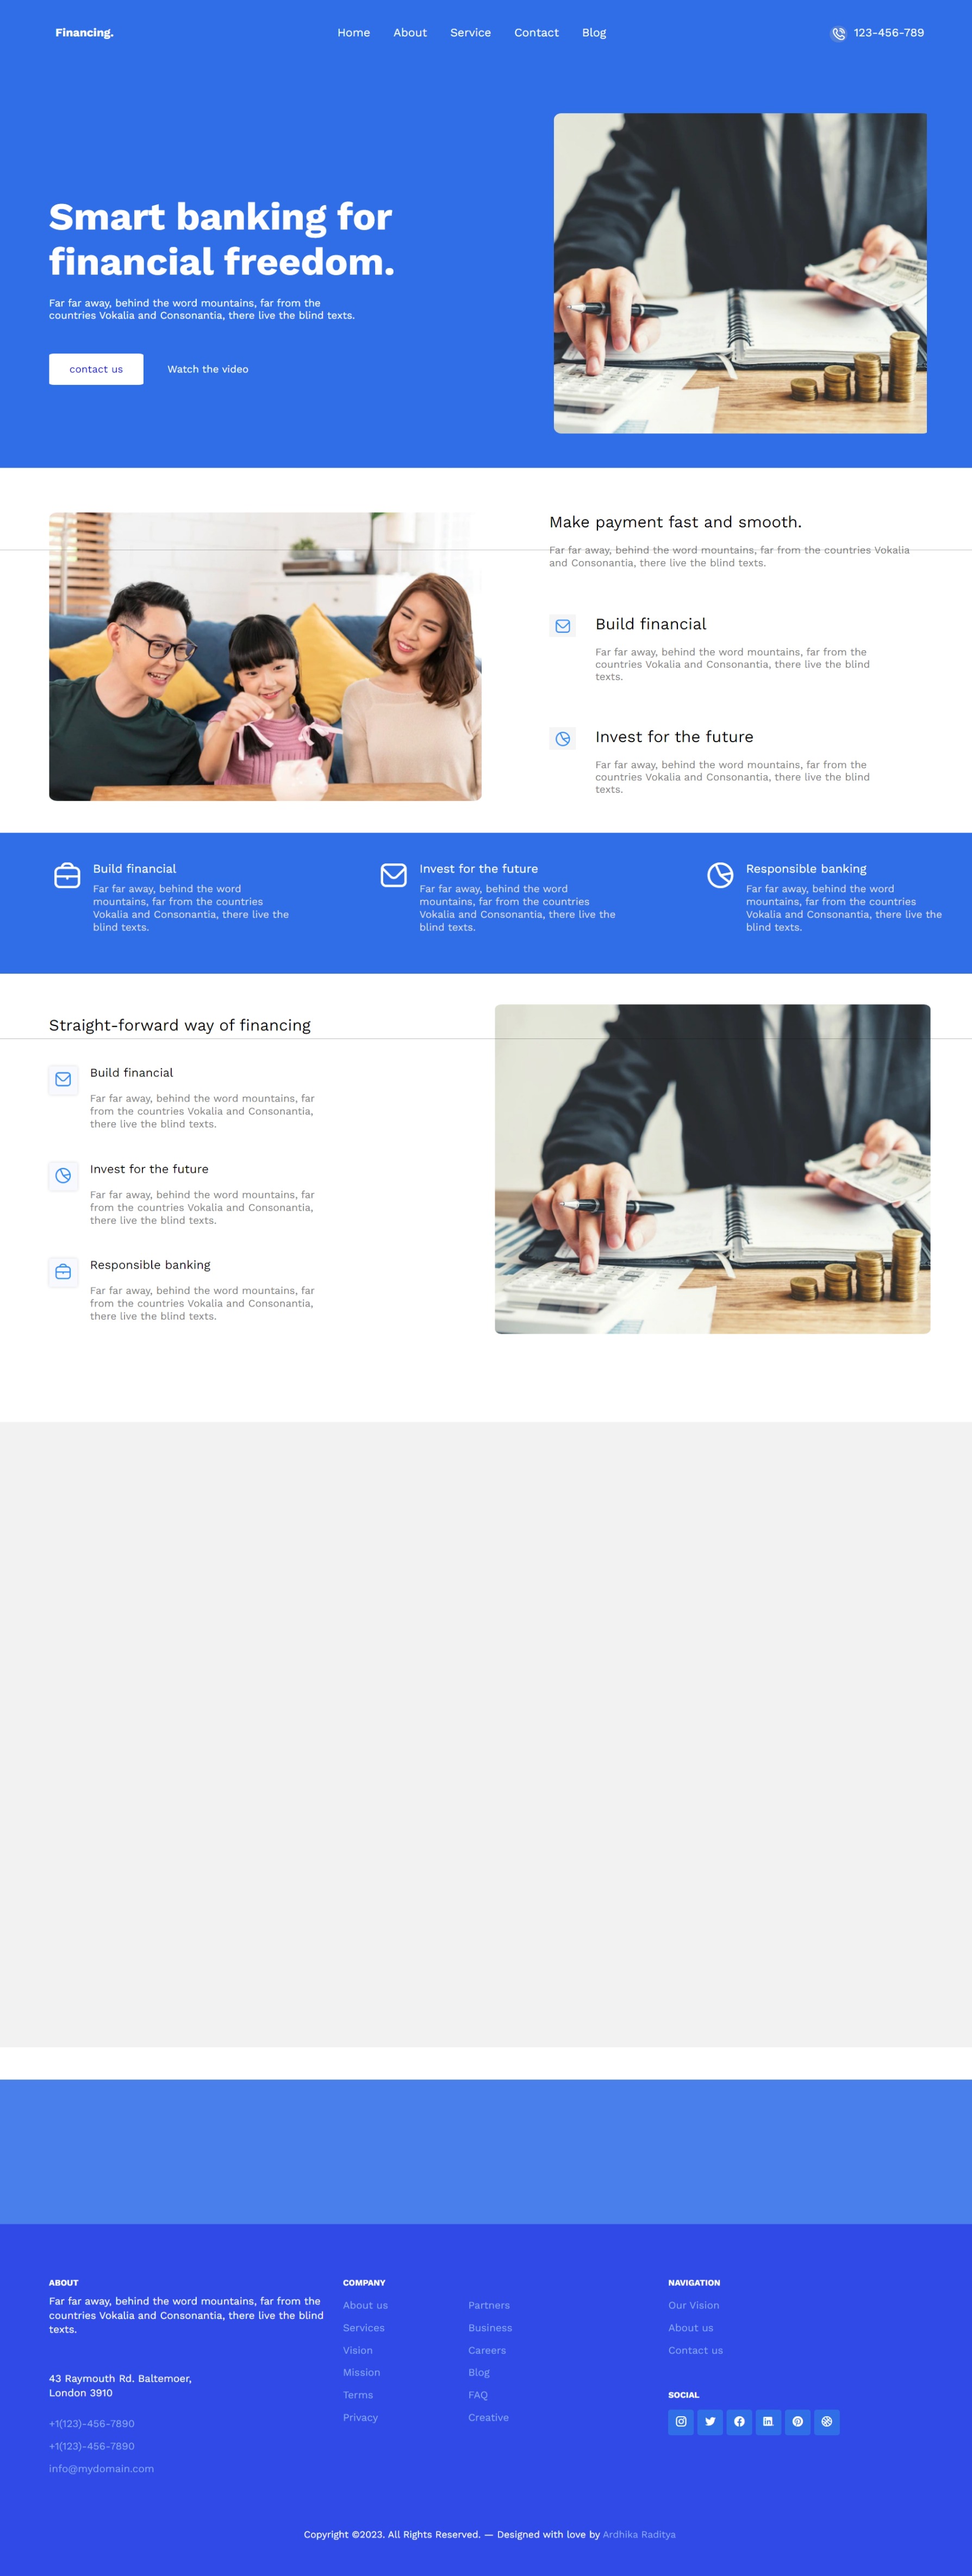 Financing.
Home About Service Contact Blog
123-456-789
Smart banking for
financial freedom.
Far far away, behind the word mountains, far from the
countries Vokalia and Consonantia, there live the blind texts.
contact us Watch the video
Make payment fast and smooth.
Far far away, behind the word mountains, far from the countries Vokalia
and Consonantia, there live the blind texts.
Build financial
Far far away, behind the word mountains, far from the
countries Vokalia and Consonantia, there live the blind
texts.
Invest for the future
Far far away, behind the word mountains, far from the
countries Vokalia and Consonantia, there live the blind
texts.
Build financial
Far far away, behind the word
mountains, far from the countries
Vokalia and Consonantia, there live the
blind texts.
Invest for the future
Far far away, behind the word
mountains, far from the countries
Vokalia and Consonantia, there live the
blind texts.
Responsible banking
Far far away, behind the word
mountains, far from the countries
Vokalia and Consonantia, there live the
blind texts.
Straight-forward way of financing
Build financial
Far far away, behind the word mountains, far
from the countries Vokalia and Consonantia,
there live the blind texts.
Invest for the future
Far far away, behind the word mountains, far
from the countries Vokalia and Consonantia,
there live the blind texts.
Responsible banking
Far far away, behind the word mountains, far
from the countries Vokalia and Consonantia,
there live the blind texts.
ABOUT
Far far away, behind the word mountains, far from the
countries Vokalia and Consonantia, there live the blind
texts.
43 Raymouth Rd. Baltemoer,
London 3910
+1(123)-456-7890
+1(123)-456-7890
info@mydomain.com
COMPANY
About us
Services
Vision
Mission
Terms
Privacy
Partners
Business
Careers
Blog
FAQ
Creative
NAVIGATION
Our Vision
About us
Contact us
SOCIAL
Copyright ©2023. All Rights Reserved. — Designed with love by Ardhika Raditya